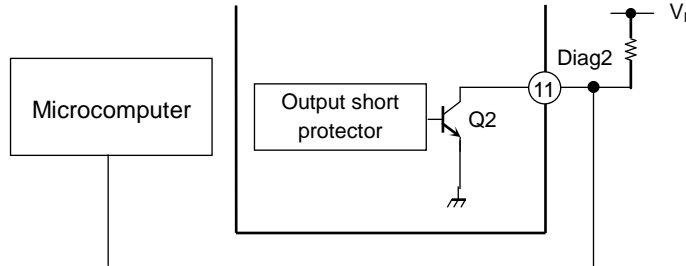 Microcomputer
Output short
protector
Q2
11
Diag2
V